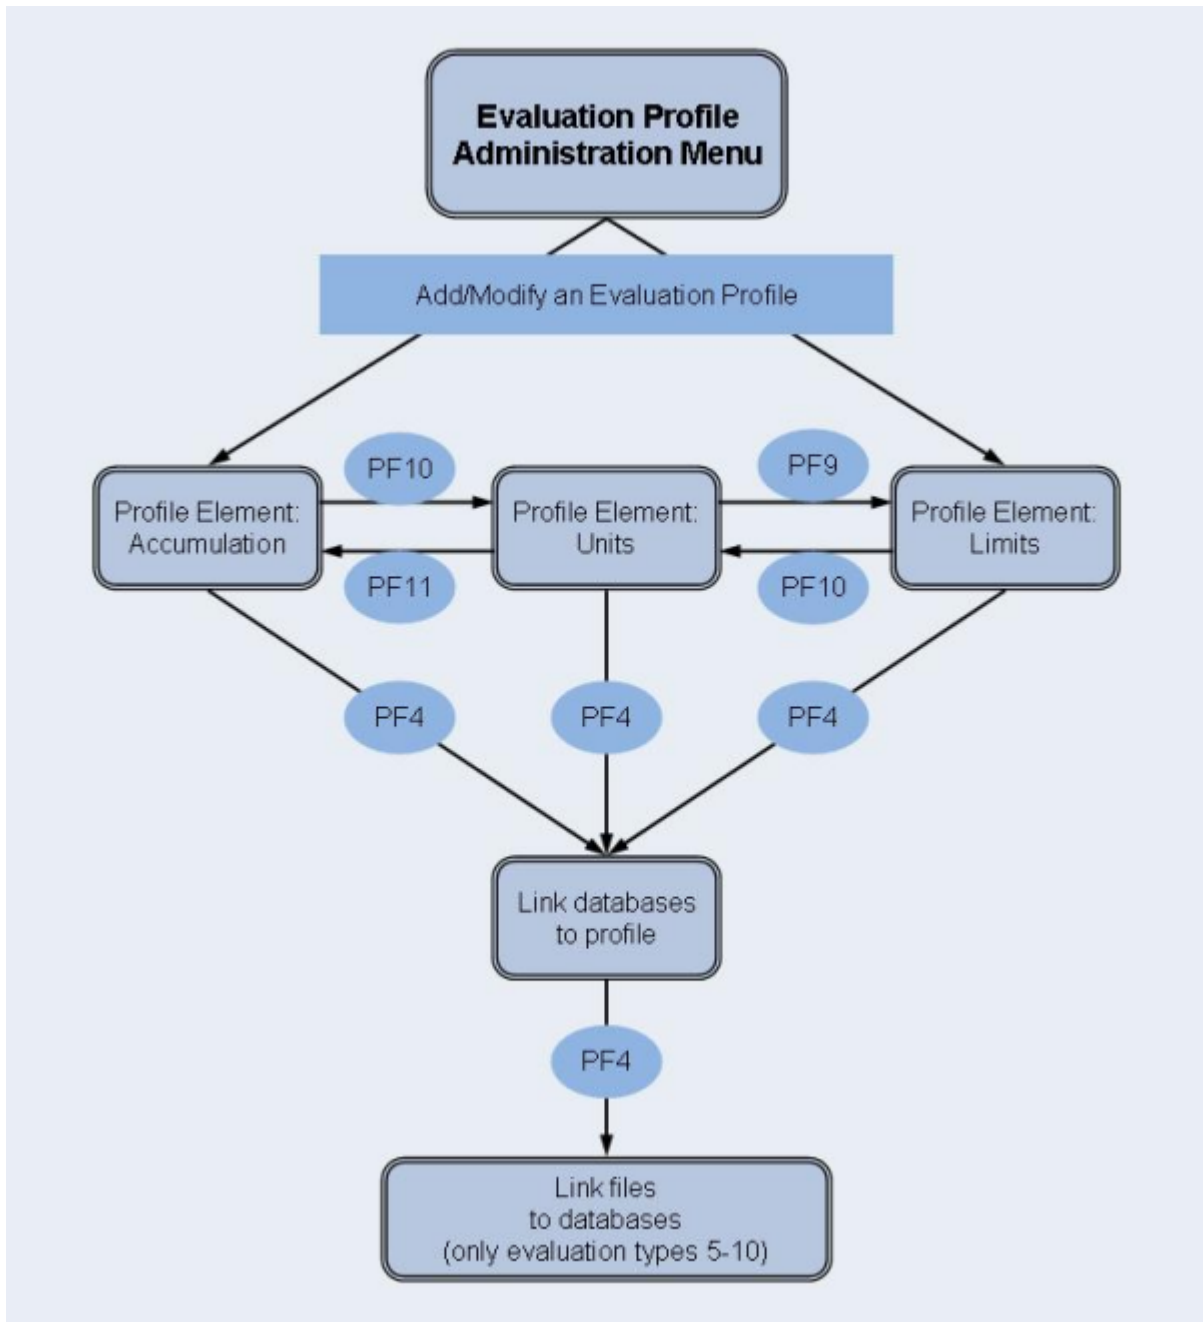 Evaluation Profile
Administration Menu
Add/Modify an Evaluation Profile
PF10
PF9
Profile Element:
Accumulation
Profile Element:
Units
Profile Element:
Limits
PF11
PF10
PF4
PF4
PF4
Link databases
to profile
PF4
Link files
to databases
(only evaluation types 5-10)